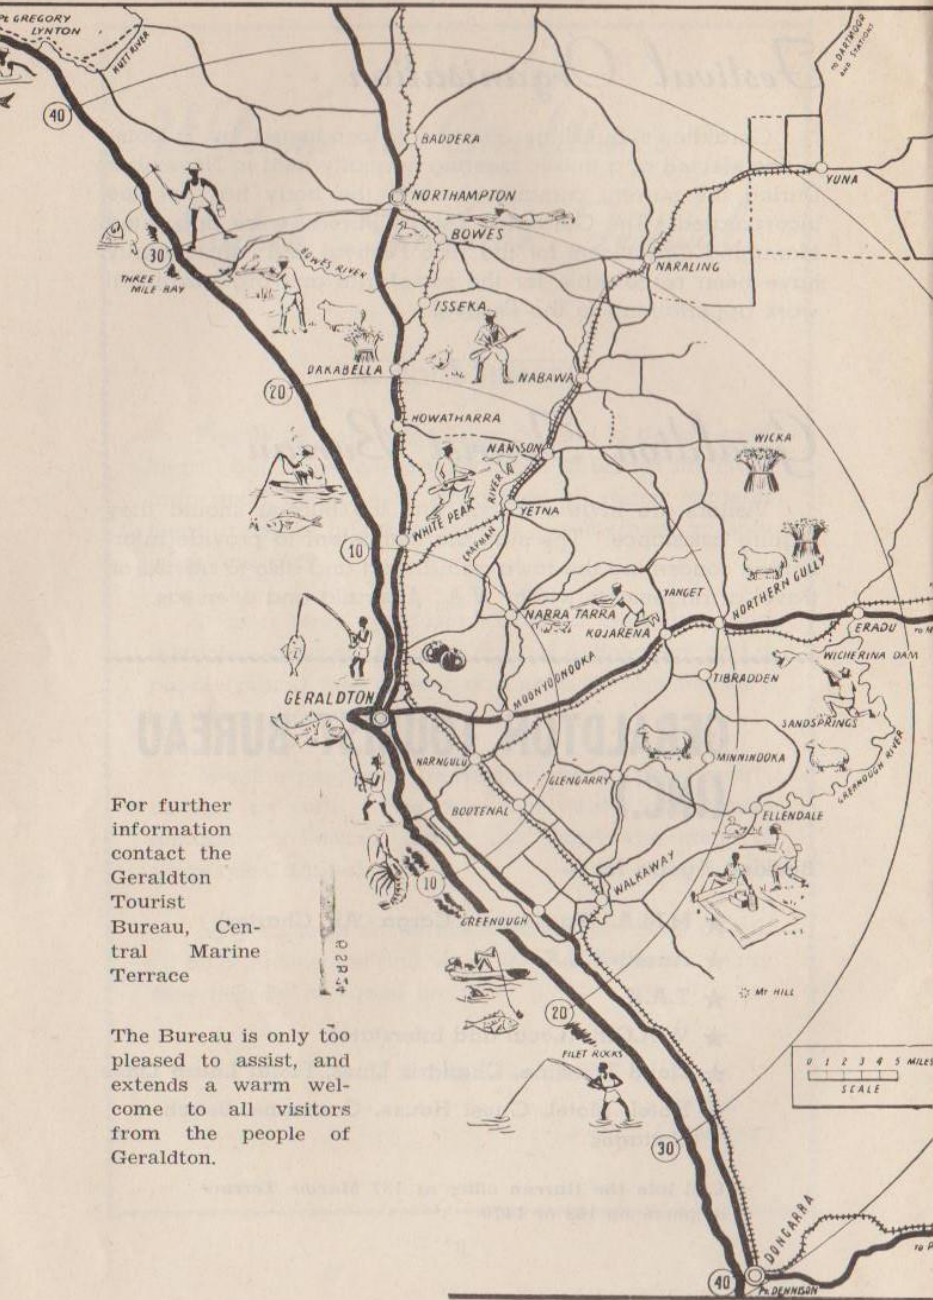 Pt GREGORY
LYNTON
HUTT RIVER
TO DARTMOOR
AND STATIONS
40
BADDERA
YUNA
NORTHAMPTON
BOWES
30
THREE
MILE BAY
BOWES RIVER
NARALING
ISSEKA
DAKABELLA
NABAWA
20
HOWATHARRA
NANSON
WICKA
WHITE PEAK
CHAPMAN RIVER
YETNA
10
NARRA TARRA
YANGET
NORTHERN GULLY
KOJARENA
ERADU
WICHERINA DAM
GERALDTON
MOONYOONOOKA
TIBRADDEN
SANDSPRINGS
NARNGULU
MINNINOOKA
GREENOUGH RIVER
GLENGARRY
BOOTENAL
ELLENDALE
For further
information
contact the
Geraldton
Tourist
Bureau, Cen-
tral Marine
Terrace
10
WALKAWAY
GREENOUGH
Mt HILL
20
The Bureau is only too
pleased to assist, and
extends a warm wel-
come to all visitors
from the people of
Geraldton.
FILET ROCKS
0 1 2 3 4 5 MILES
SCALE
30
DONGARRA
40
Pt DENNISON